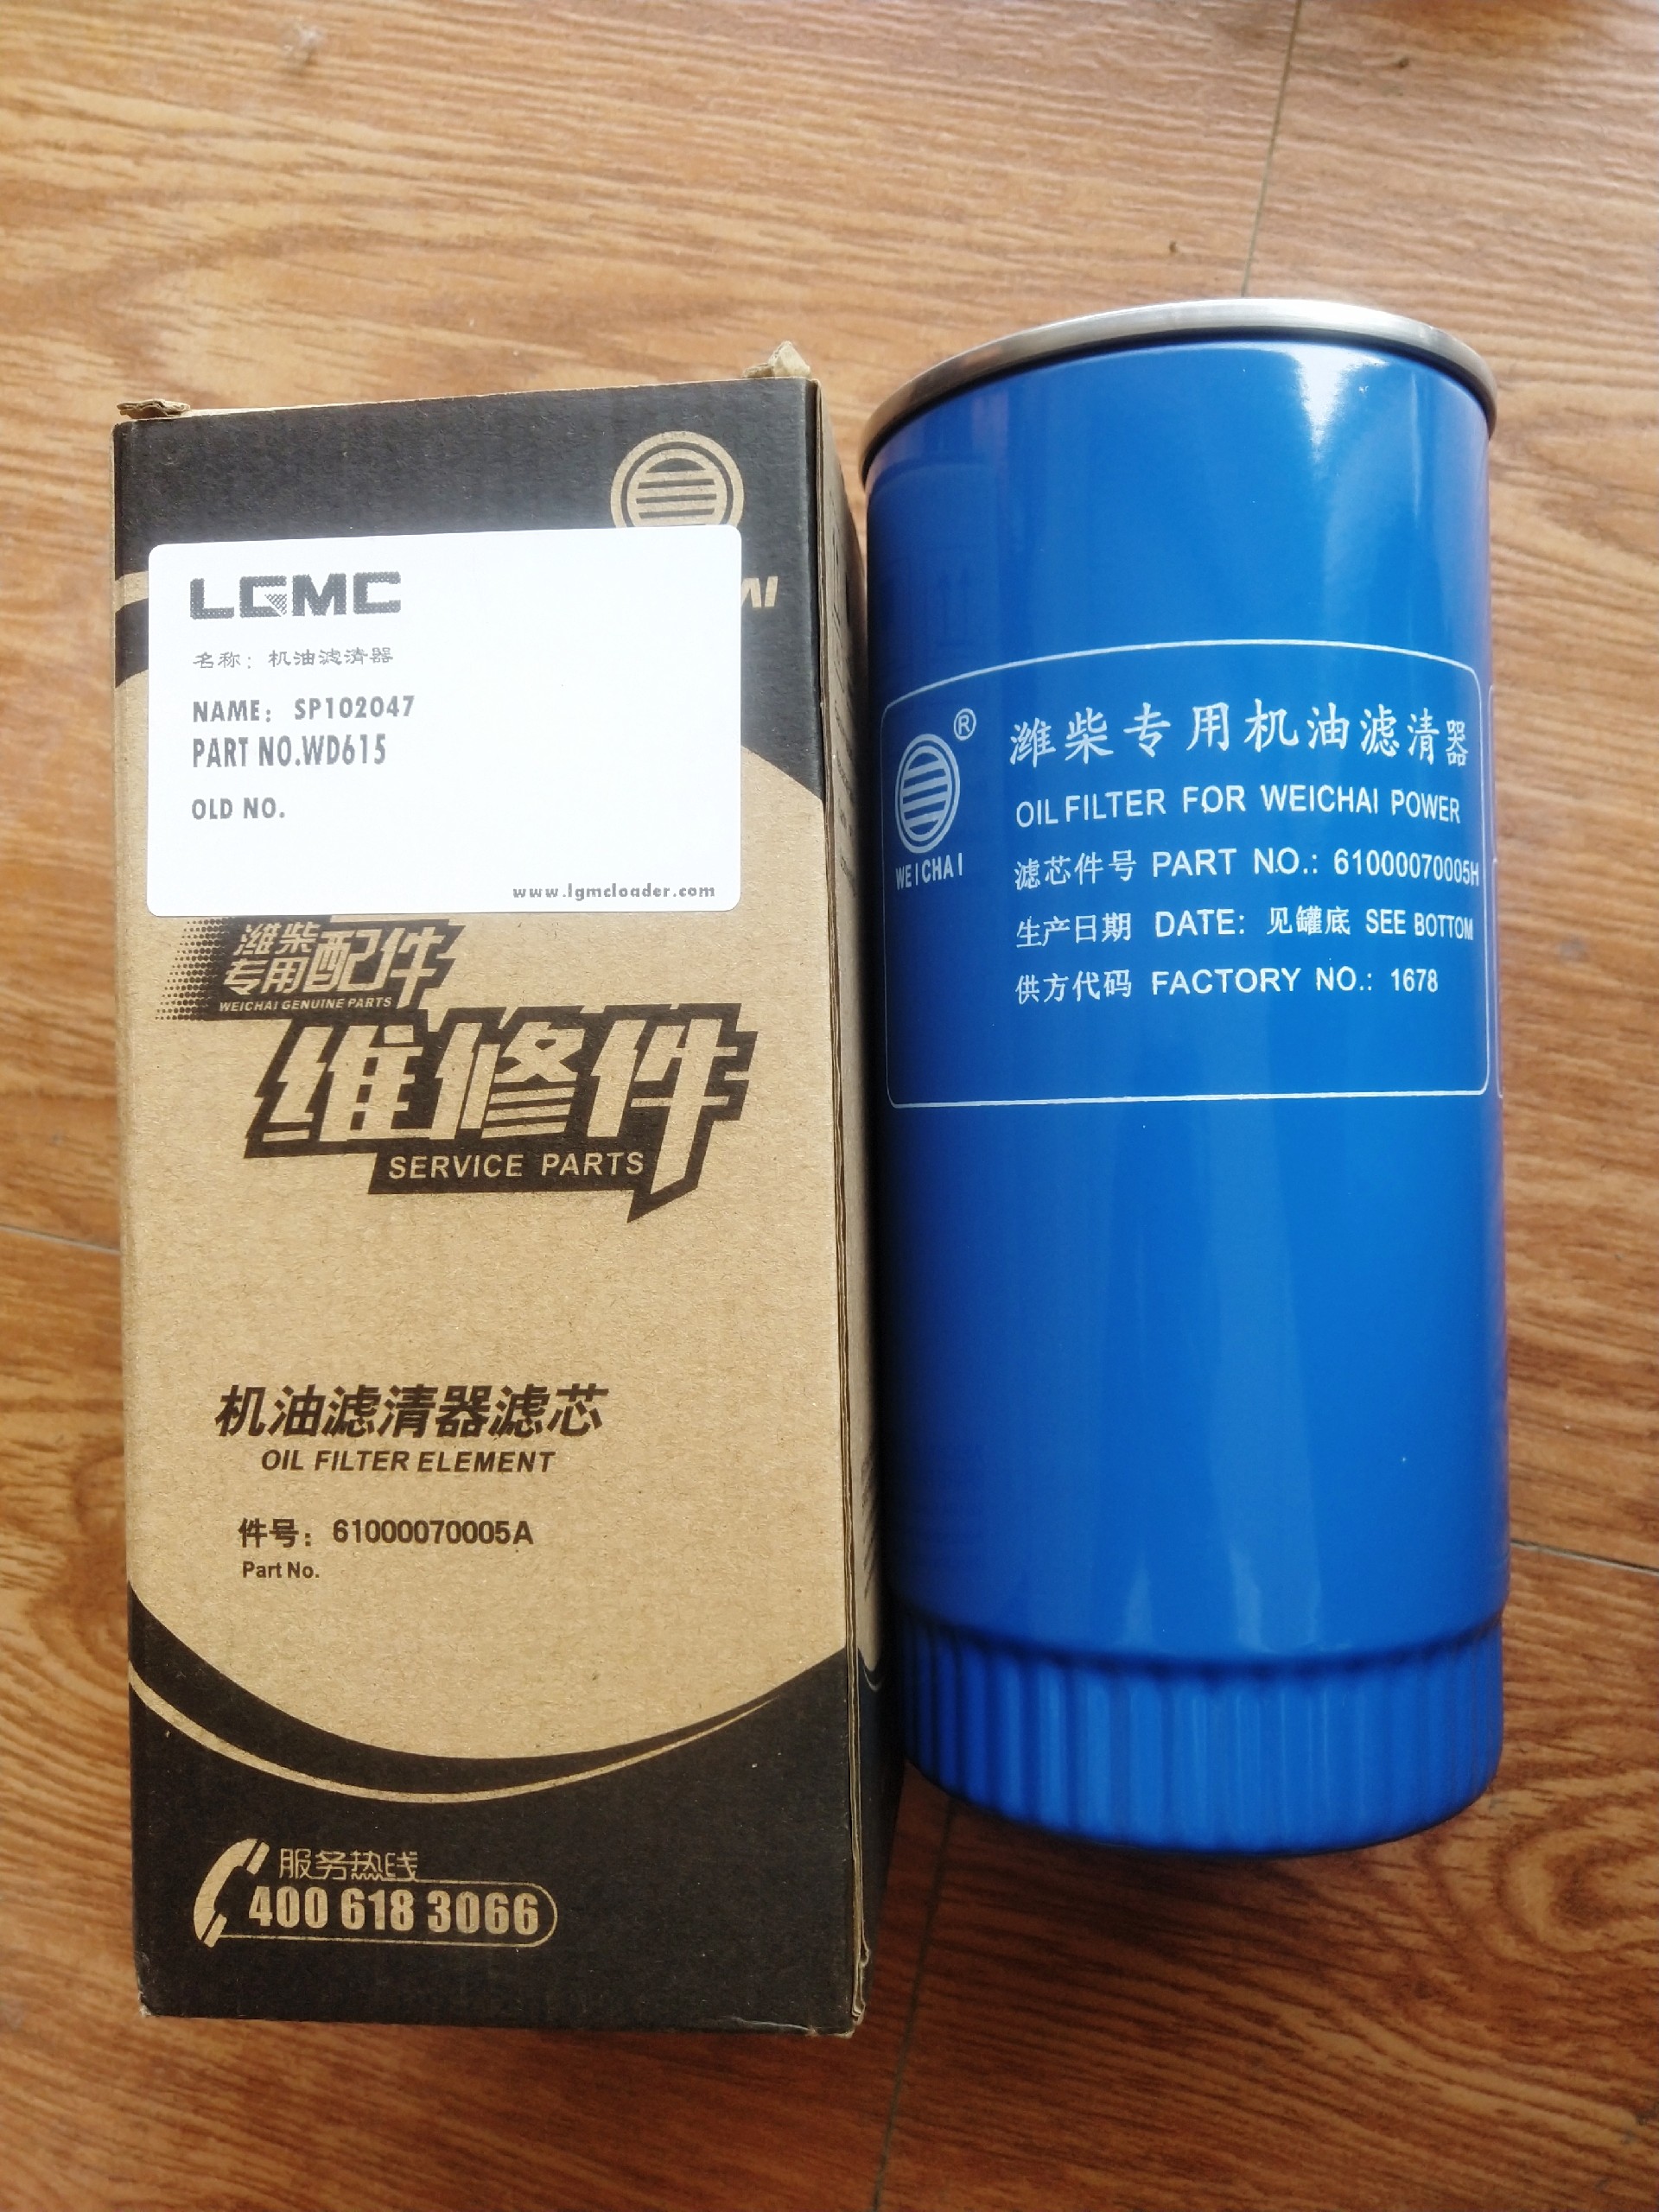 LGMC
名称：机油滤清器
NAME： SP102047
PART NO.WD615
OLD NO.
www.lgmcloader.com
潍柴
专用配件
WEICHAI GENUINE PARTS
维修件
SERVICE PARTS
机油滤清器滤芯
OIL FILTER ELEMENT
件号：61000070005A
Part No.
服务热线
400 618 3066
®
WEICHAI
潍柴专用机油滤清器
OIL FILTER FOR WEICHAI POWER
滤芯件号 PART NO.: 61000070005H
生产日期 DATE: 见罐底 SEE BOTTOM
供方代码 FACTORY NO.: 1678